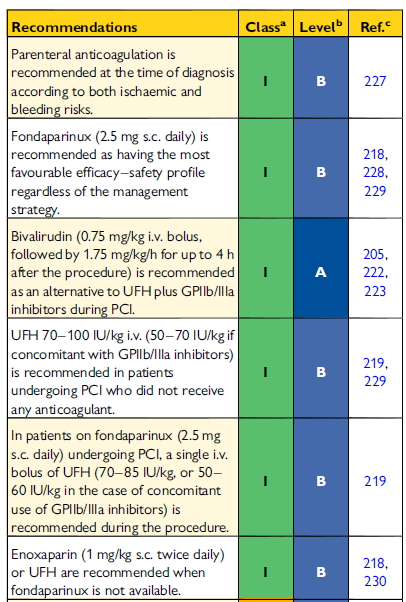 Recommendations Classᵃ Levelᵇ Ref.ᶜ
Parenteral anticoagulation is
recommended at the time of diagnosis
according to both ischaemic and
bleeding risks.
I B 227
Fondaparinux (2.5 mg s.c. daily) is
recommended as having the most
favourable efficacy–safety profile
regardless of the management
strategy.
I B 218,
228,
229
Bivalirudin (0.75 mg/kg i.v. bolus,
followed by 1.75 mg/kg/h for up to 4 h
after the procedure) is recommended
as an alternative to UFH plus GPIIb/IIIa
inhibitors during PCI.
I A 205,
222,
223
UFH 70–100 IU/kg i.v. (50–70 IU/kg if
concomitant with GPIIb/IIIa inhibitors)
is recommended in patients
undergoing PCI who did not receive
any anticoagulant.
I B 219,
229
In patients on fondaparinux (2.5 mg
s.c. daily) undergoing PCI, a single i.v.
bolus of UFH (70–85 IU/kg, or 50–
60 IU/kg in the case of concomitant
use of GPIIb/IIIa inhibitors) is
recommended during the procedure.
I B 219
Enoxaparin (1 mg/kg s.c. twice daily)
or UFH are recommended when
fondaparinux is not available.
I B 218,
230